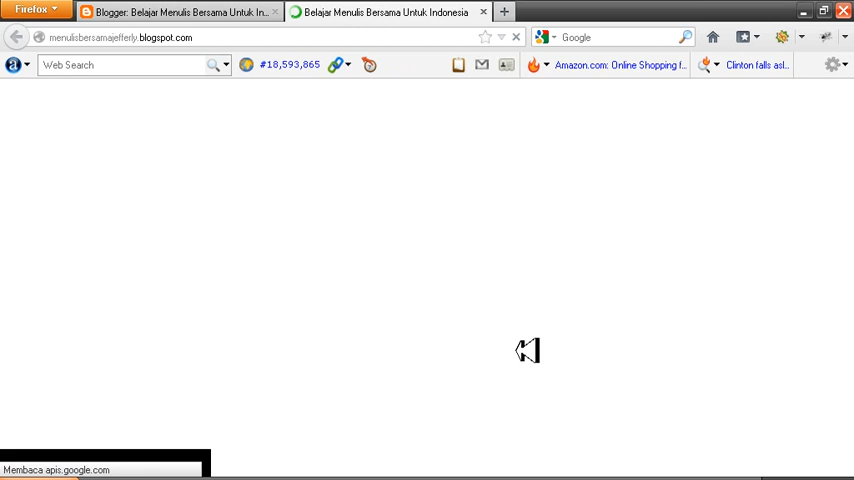 Firefox
Blogger: Belajar Menulis Bersama Untuk In...
Belajar Menulis Bersama Untuk Indonesia
menulisbersamajefferly.blogspot.com
Google
Web Search
#18,593,865
Amazon.com: Online Shopping f...
Clinton falls asl...
Membaca apis.google.com